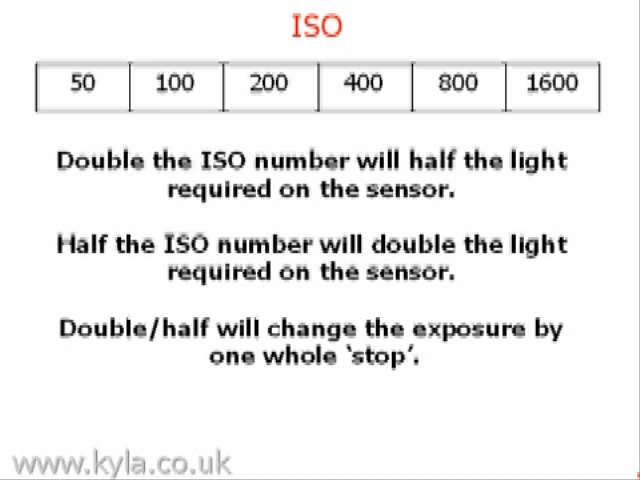 ISO
50 100 200 400 800 1600
Double the ISO number will half the light
required on the sensor.
Half the ISO number will double the light
required on the sensor.
Double/half will change the exposure by
one whole ‘stop’.
www.kyla.co.uk